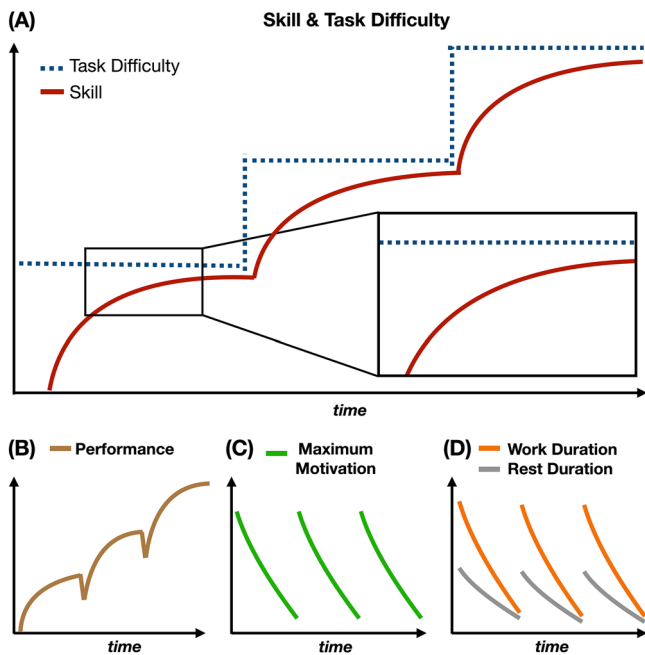 (A)
Skill & Task Difficulty
Task Difficulty
Skill
time
(B)
Performance
time
(C)
Maximum
Motivation
time
(D)
Work Duration
Rest Duration
time